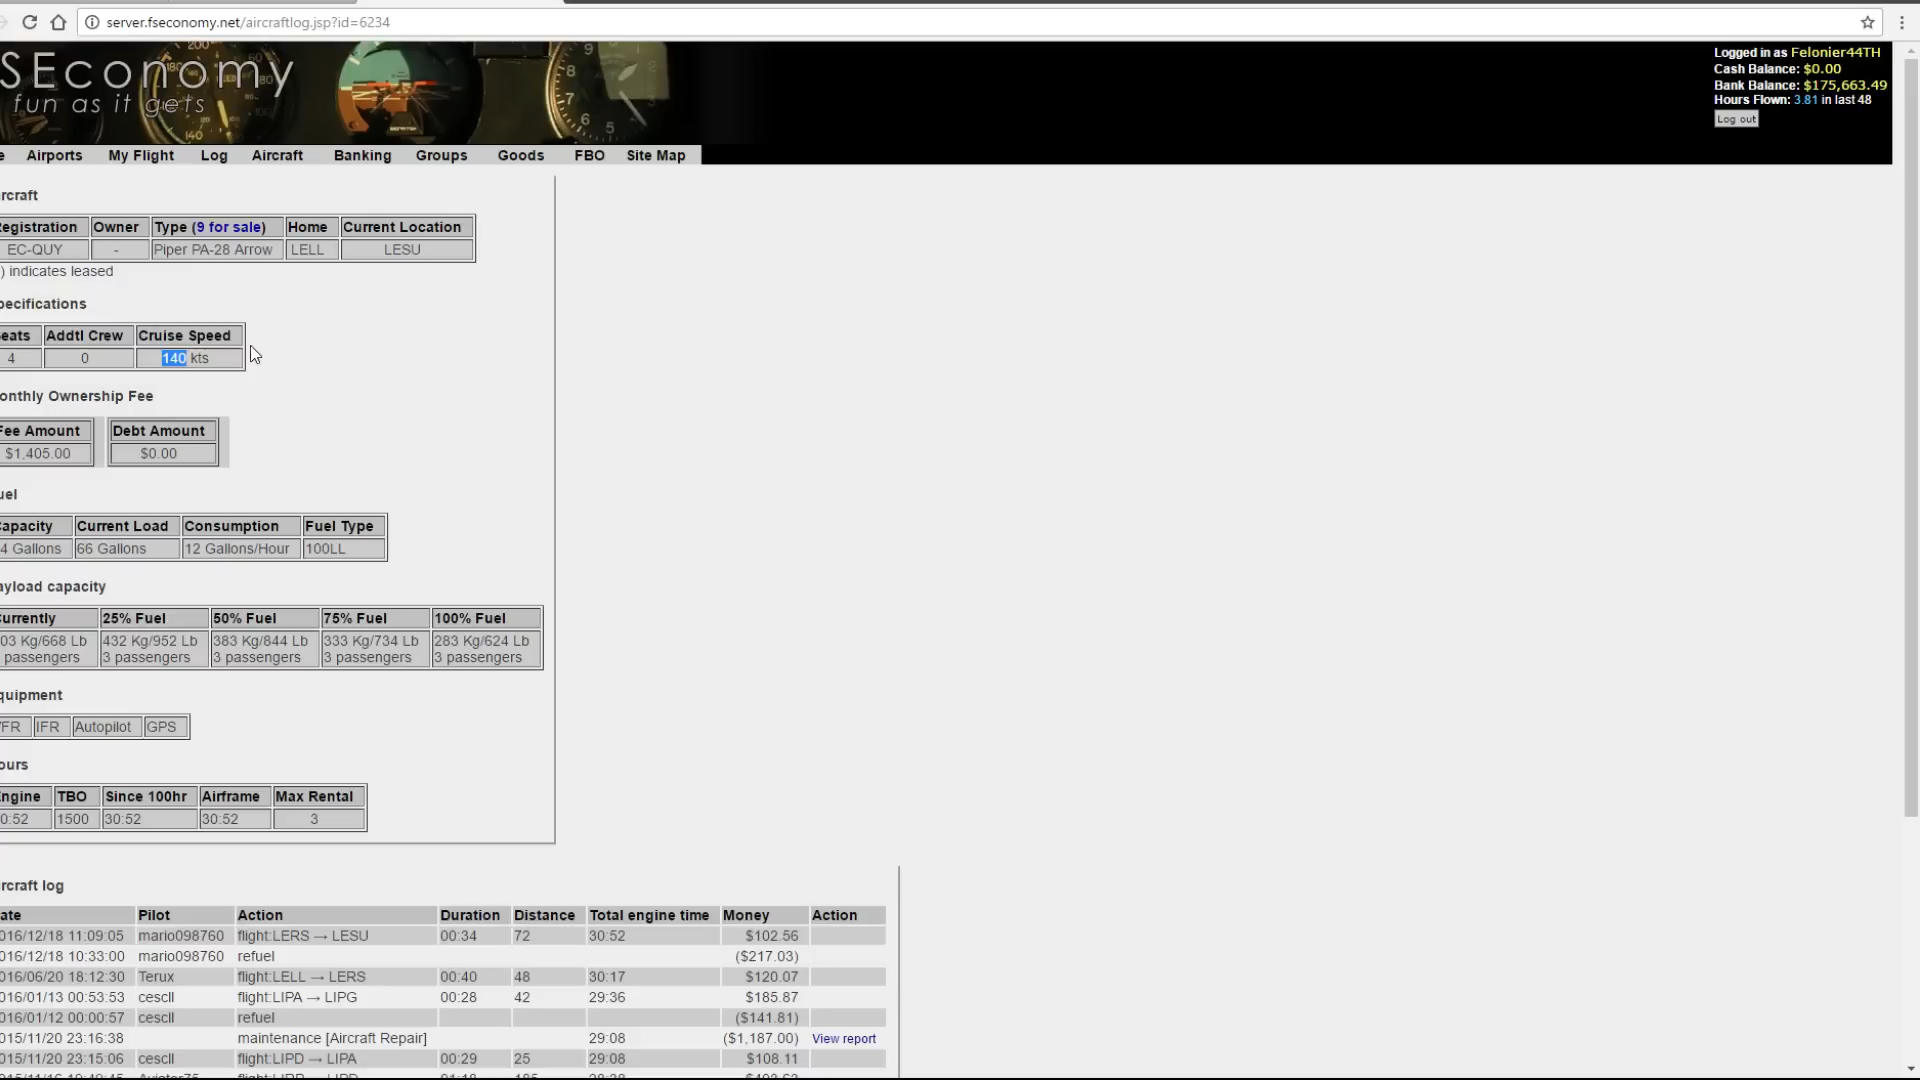 server.fseconomy.net/aircraftlog.jsp?id=6234
SEconomy
fun as it gets
Logged in as Felonier44TH
Cash Balance: $0.00
Bank Balance: $175,663.49
Hours Flown: 3.81 in last 48
Log out
e Airports My Flight Log Aircraft Banking Groups Goods FBO Site Map
rcraft
Registration Owner Type (9 for sale) Home Current Location
EC-QUY - Piper PA-28 Arrow LELL LESU
) indicates leased
pecifications
eats Addtl Crew Cruise Speed
4 0 140 kts
onthly Ownership Fee
Fee Amount Debt Amount
$1,405.00 $0.00
uel
Capacity Current Load Consumption Fuel Type
4 Gallons 66 Gallons 12 Gallons/Hour 100LL
ayload capacity
Currently 25% Fuel 50% Fuel 75% Fuel 100% Fuel
03 Kg/668 Lb 432 Kg/952 Lb 383 Kg/844 Lb 333 Kg/734 Lb 283 Kg/624 Lb
passengers 3 passengers 3 passengers 3 passengers 3 passengers
quipment
VFR IFR Autopilot GPS
ours
Engine TBO Since 100hr Airframe Max Rental
0:52 1500 30:52 30:52 3
ircraft log
ate Pilot Action Duration Distance Total engine time Money Action
016/12/18 11:09:05 mario098760 flight:LERS → LESU 00:34 72 30:52 $102.56
016/12/18 10:33:00 mario098760 refuel ($217.03)
016/06/20 18:12:30 Terux flight:LELL → LERS 00:40 48 30:17 $120.07
016/01/13 00:53:53 cescll flight:LIPA → LIPG 00:28 42 29:36 $185.87
016/01/12 00:00:57 cescll refuel ($141.81)
015/11/20 23:16:38 maintenance [Aircraft Repair] 29:08 ($1,187.00) View report
015/11/20 23:15:06 cescll flight:LIPD → LIPA 00:29 25 29:08 $108.11